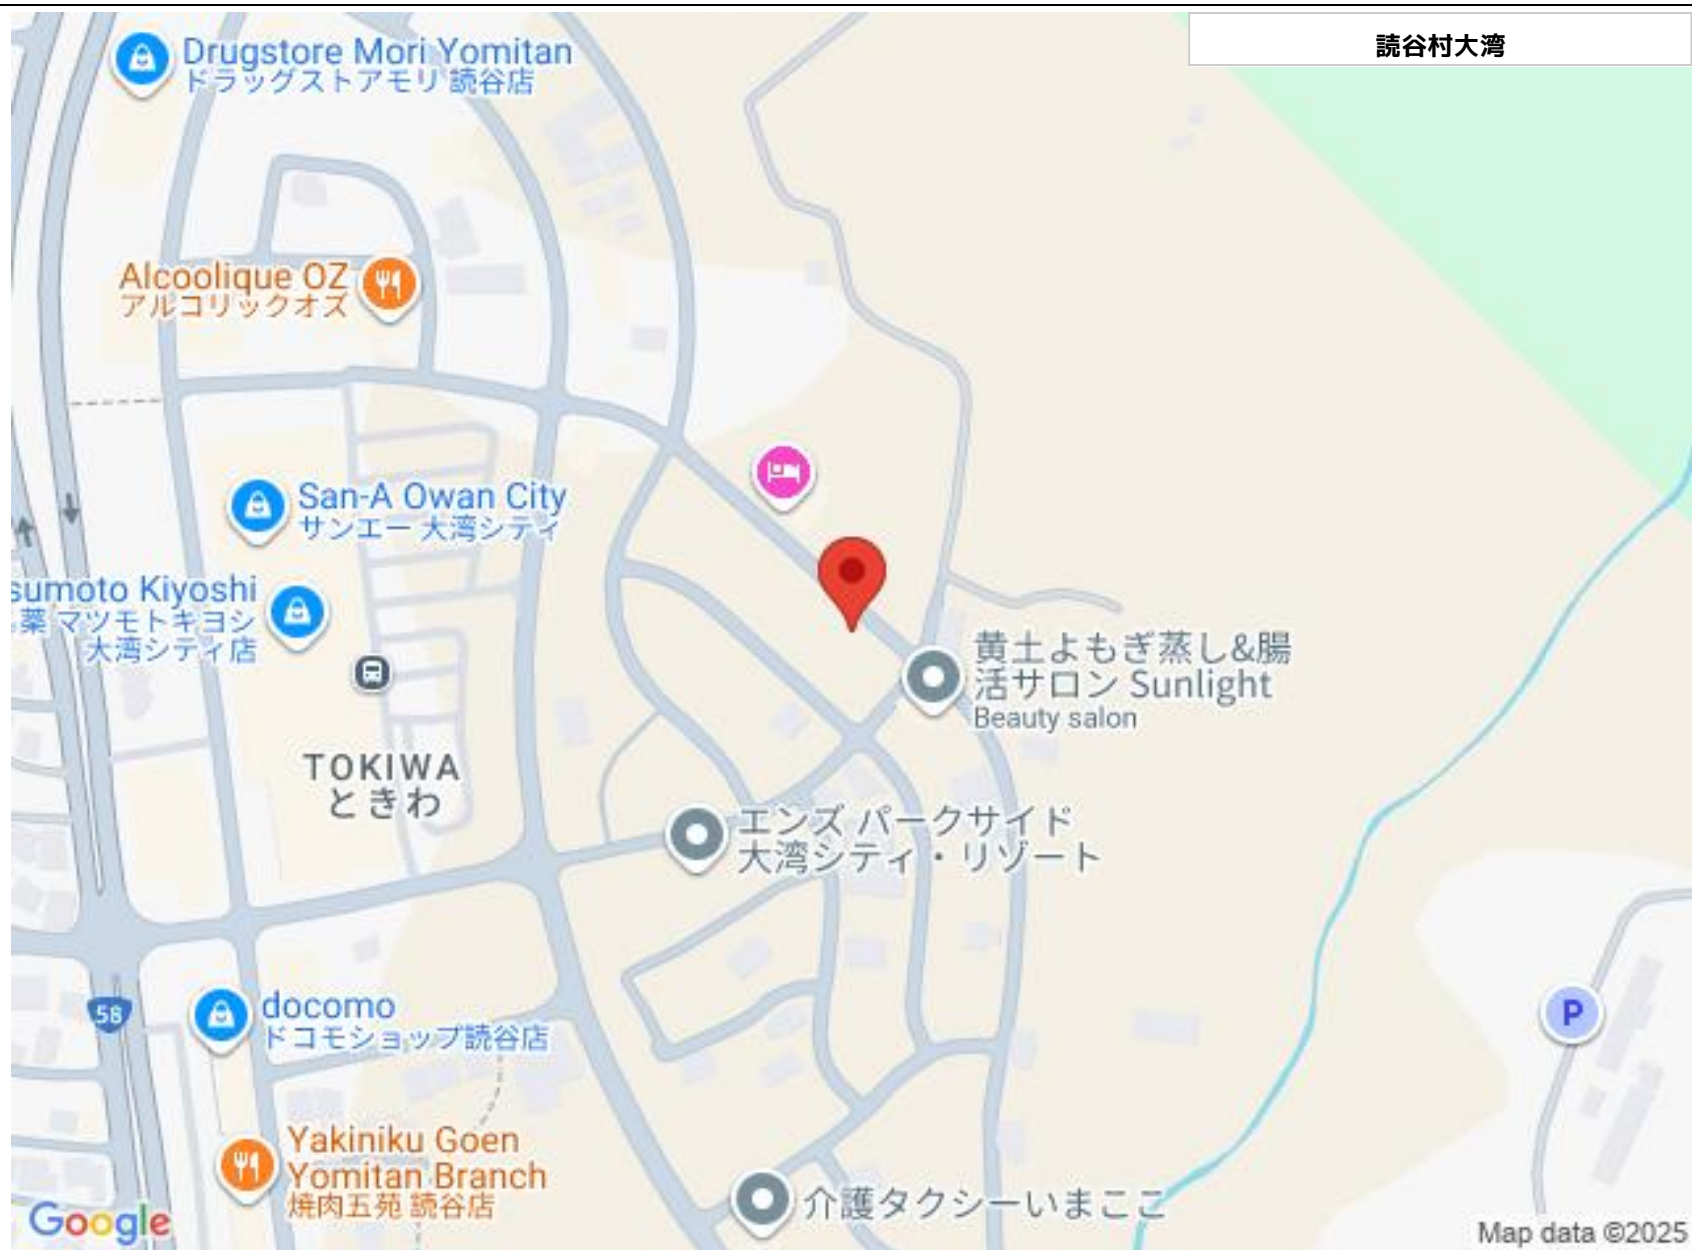 読谷村大湾
Drugstore Mori Yomitan
ドラッグストアモリ 読谷店
Alcoolique OZ
アルコリックオズ
San-A Owan City
サンエー 大湾シティ
sumoto Kiyoshi
薬 マツモトキヨシ
大湾シティ店
黄土よもぎ蒸し&腸
活サロン Sunlight
Beauty salon
TOKIWA
ときわ
エンズ パークサイド
大湾シティ・リゾート
58
docomo
ドコモショップ読谷店
P
Yakiniku Goen
Yomitan Branch
焼肉五苑 読谷店
介護タクシーいまここ
Google
Map data ©2025